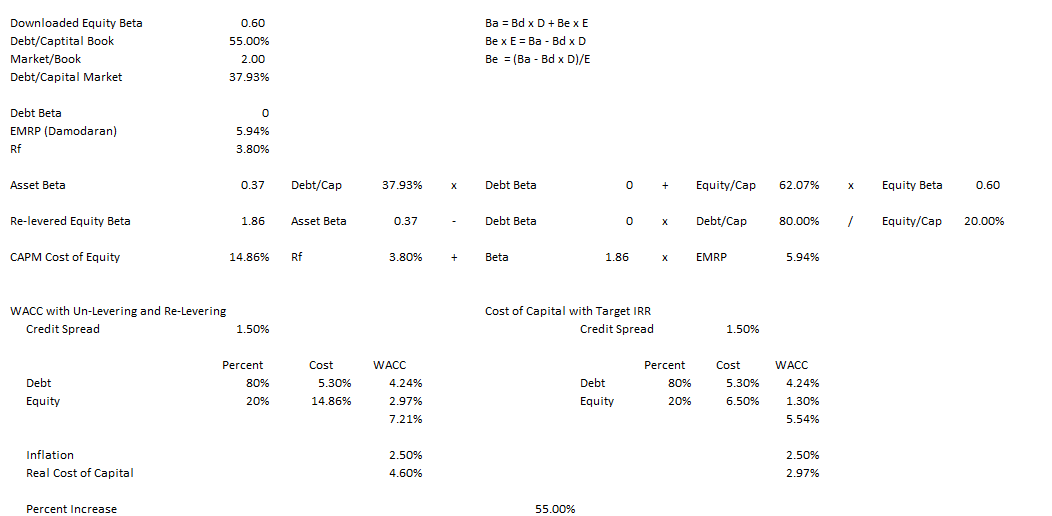 Downloaded Equity Beta 0.60 Ba = Bd x D + Be x E
Debt/Captital Book 55.00% Be x E = Ba - Bd x D
Market/Book 2.00 Be = (Ba - Bd x D)/E
Debt/Capital Market 37.93%
Debt Beta 0
EMRP (Damodaran) 5.94%
Rf 3.80%
Asset Beta 0.37 Debt/Cap 37.93% x Debt Beta 0 + Equity/Cap 62.07% x Equity Beta 0.60
Re-levered Equity Beta 1.86 Asset Beta 0.37 - Debt Beta 0 x Debt/Cap 80.00% / Equity/Cap 20.00%
CAPM Cost of Equity 14.86% Rf 3.80% + Beta 1.86 x EMRP 5.94%
WACC with Un-Levering and Re-Levering Cost of Capital with Target IRR
Credit Spread 1.50% Credit Spread 1.50%
Percent Cost WACC Percent Cost WACC
Debt 80% 5.30% 4.24% Debt 80% 5.30% 4.24%
Equity 20% 14.86% 2.97% Equity 20% 6.50% 1.30%
7.21% 5.54%
Inflation 2.50% 2.50%
Real Cost of Capital 4.60% 2.97%
Percent Increase 55.00%